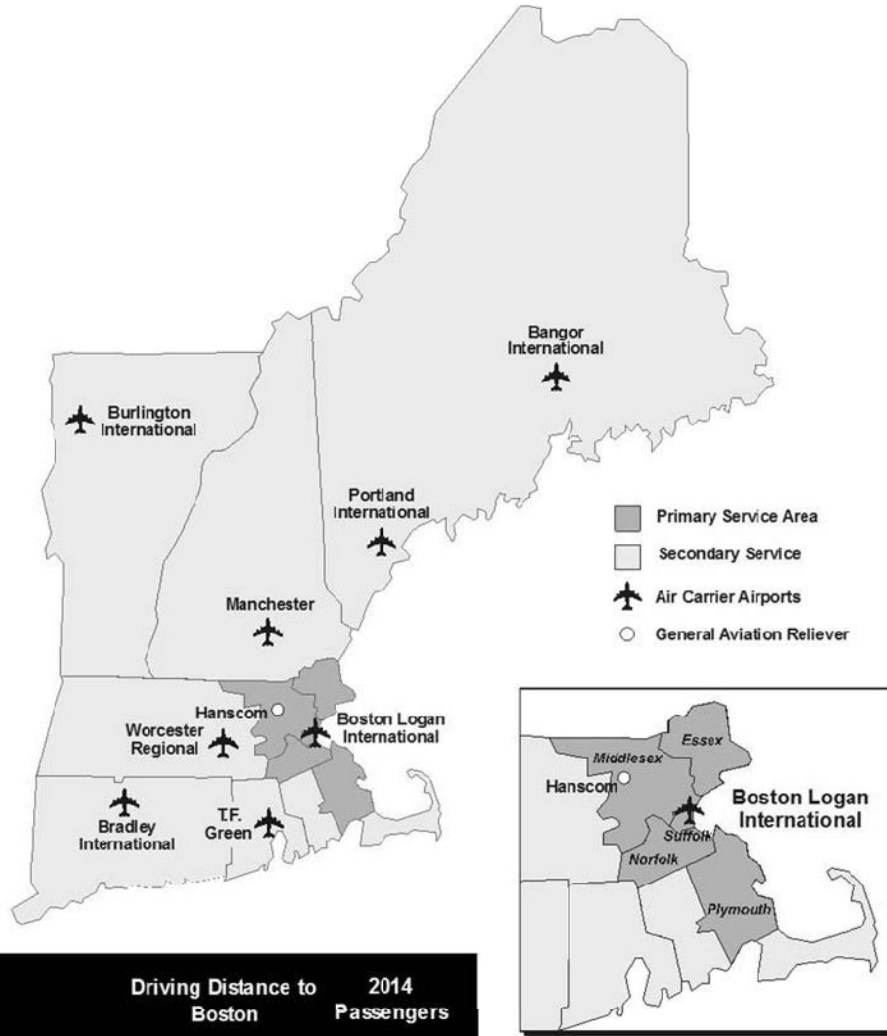 Bangor
International
Burlington
International
Portland
International
Primary Service Area
Secondary Service
Air Carrier Airports
General Aviation Reliever
Manchester
Hanscom
Boston Logan
International
Worcester
Regional
T.F.
Green
Bradley
International
Essex
Middlesex
Hanscom
Boston Logan
International
Suffolk
Norfolk
Plymouth
Driving Distance to
Boston
2014
Passengers